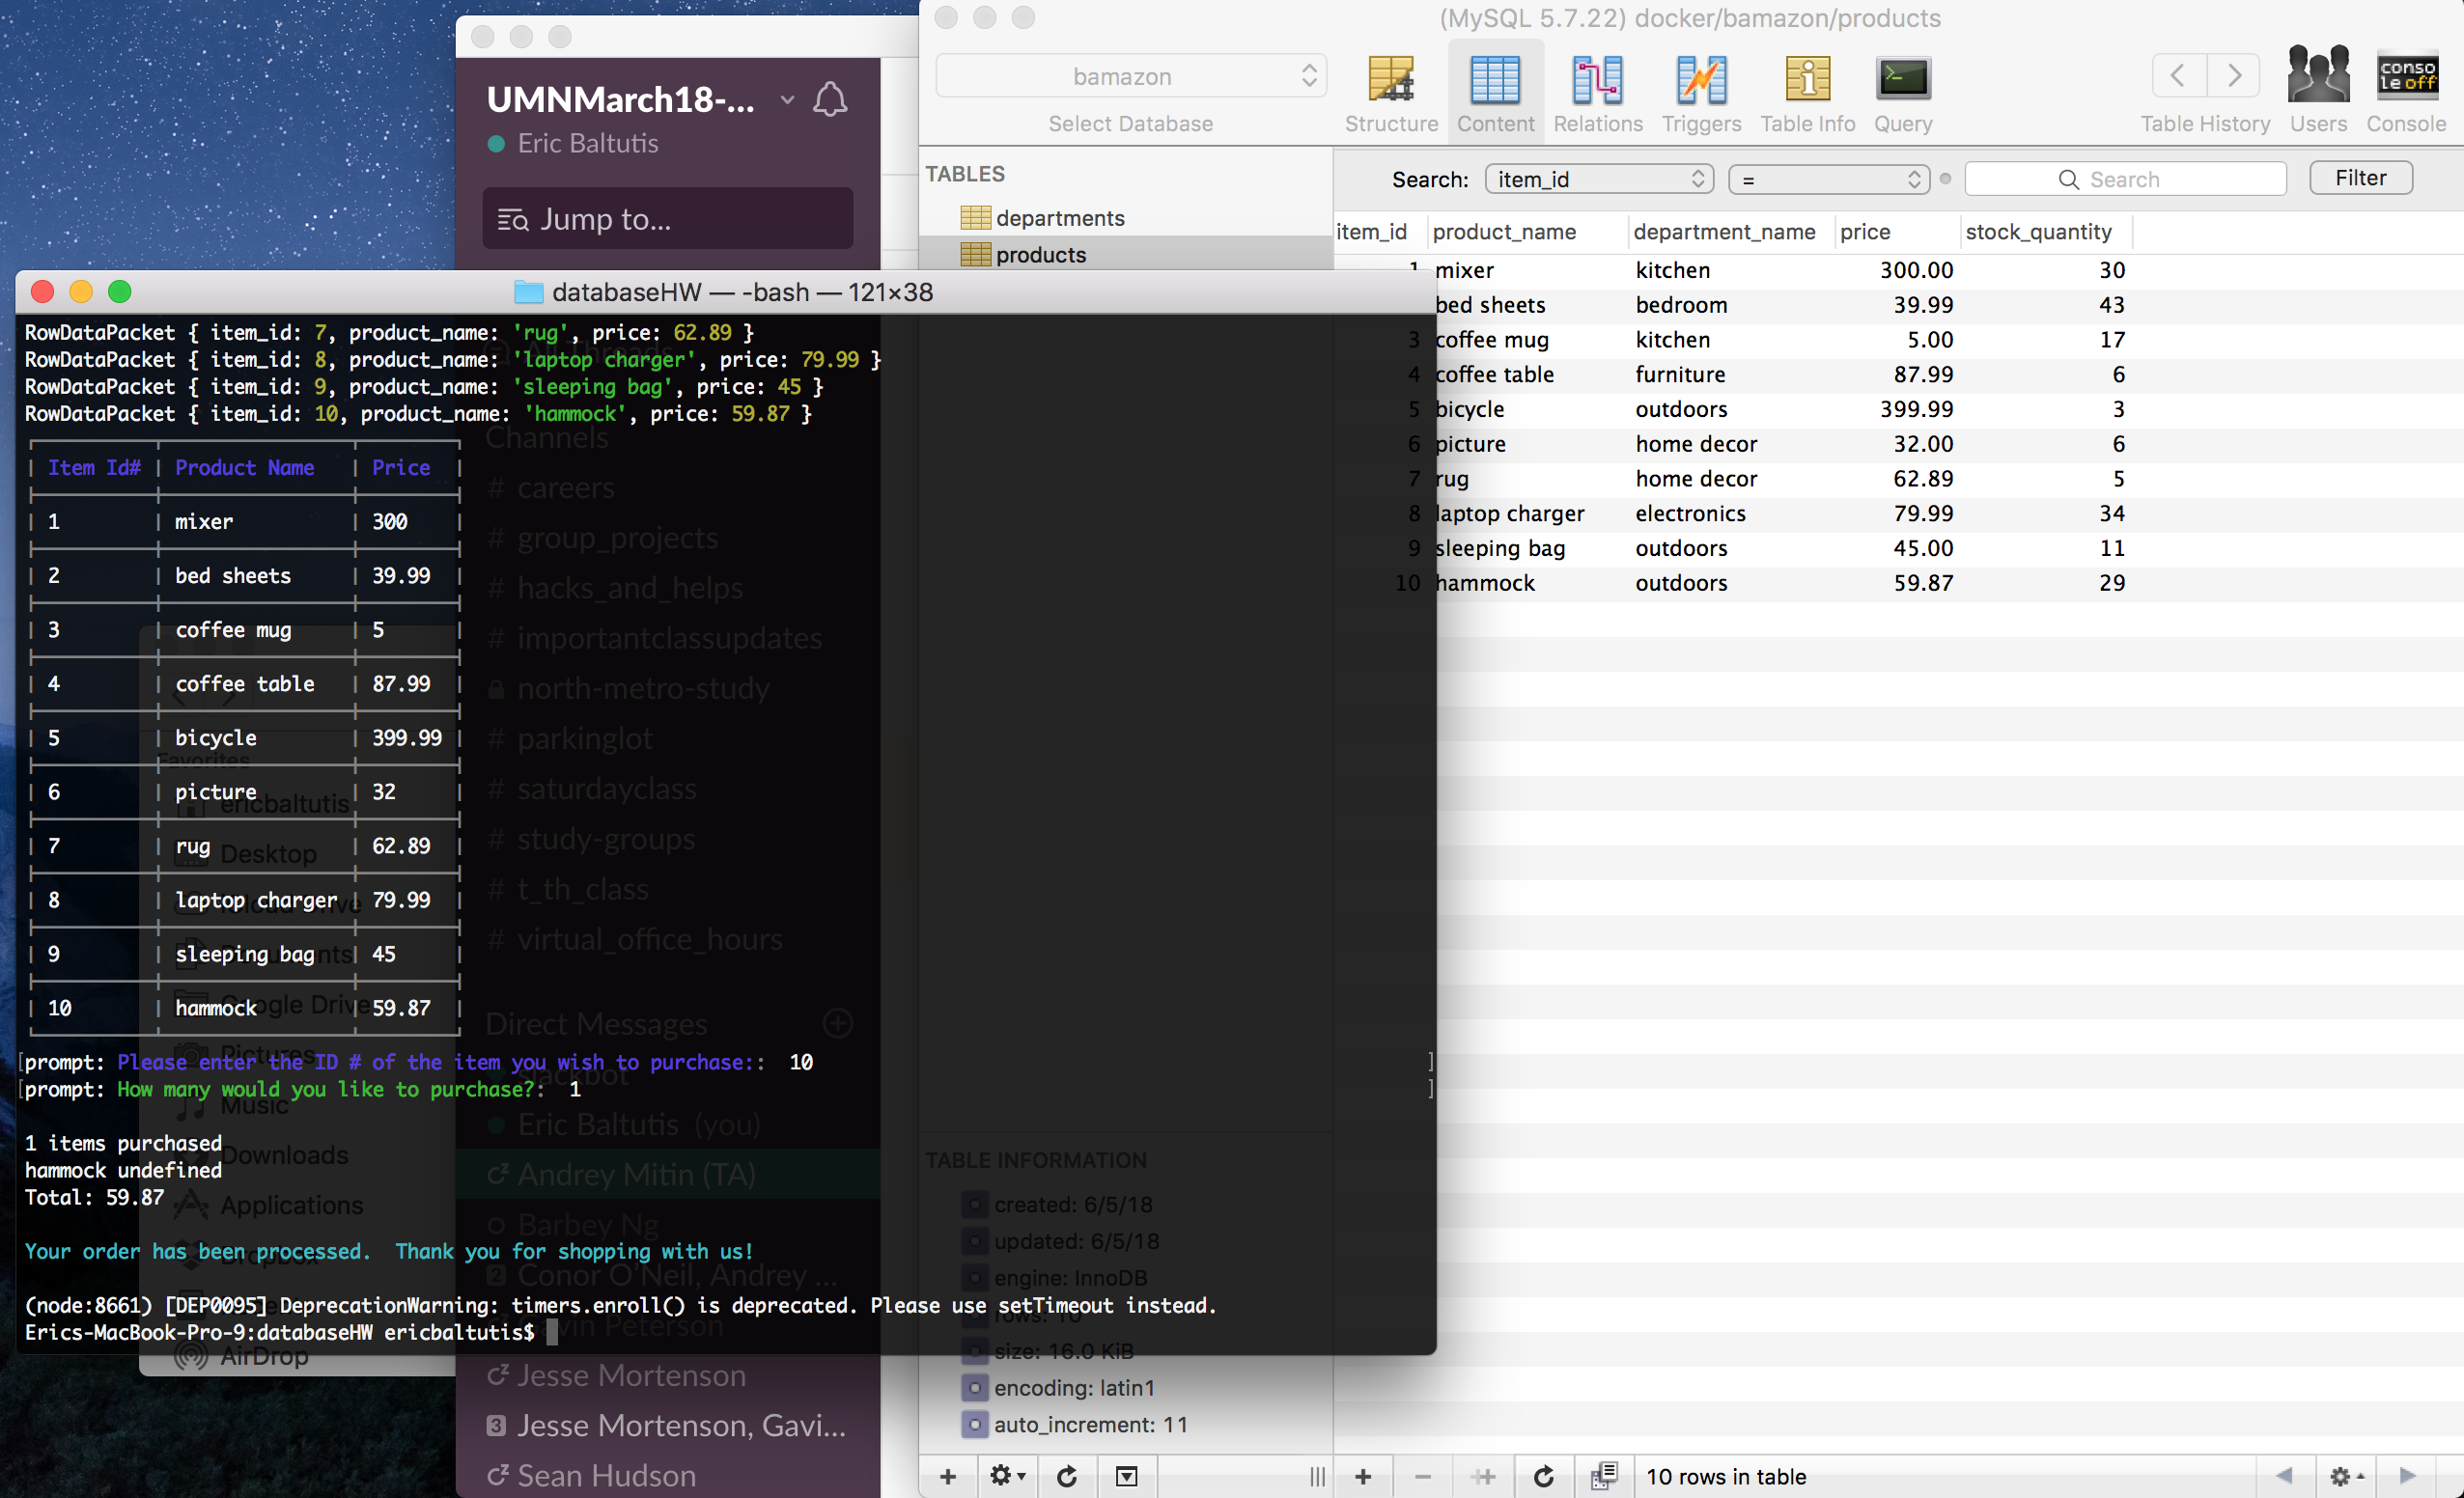 UMNMarch18-...
Eric Baltutis
Jump to...
(MySQL 5.7.22) docker/bamazon/products
bamazon
Select Database
Structure
Content
Relations
Triggers
Table Info
Query
Table History
Users
Console
conso
le off
TABLES
departments
products
Search: item_id = Search Filter
item_id product_name department_name price stock_quantity
1 mixer kitchen 300.00 30
bed sheets bedroom 39.99 43
3 coffee mug kitchen 5.00 17
4 coffee table furniture 87.99 6
5 bicycle outdoors 399.99 3
6 picture home decor 32.00 6
7 rug home decor 62.89 5
8 laptop charger electronics 79.99 34
9 sleeping bag outdoors 45.00 11
10 hammock outdoors 59.87 29
databaseHW — -bash — 121×38
RowDataPacket { item_id: 7, product_name: 'rug', price: 62.89 }
RowDataPacket { item_id: 8, product_name: 'laptop charger', price: 79.99 }
RowDataPacket { item_id: 9, product_name: 'sleeping bag', price: 45 }
RowDataPacket { item_id: 10, product_name: 'hammock', price: 59.87 }
Item Id# | Product Name | Price
1 | mixer | 300
2 | bed sheets | 39.99
3 | coffee mug | 5
4 | coffee table | 87.99
5 | bicycle | 399.99
6 | picture | 32
7 | rug | 62.89
8 | laptop charger | 79.99
9 | sleeping bag | 45
10 | hammock | 59.87
[prompt: Please enter the ID # of the item you wish to purchase:: 10 ]
[prompt: How many would you like to purchase?: 1 ]
1 items purchased
hammock undefined
Total: 59.87
Your order has been processed.  Thank you for shopping with us!
(node:8661) [DEP0095] DeprecationWarning: timers.enroll() is deprecated. Please use setTimeout instead.
Erics-MacBook-Pro-9:databaseHW ericbaltutis$
All Threads
Channels
# careers
# group_projects
# hacks_and_helps
# importantclassupdates
north-metro-study
# parkinglot
# saturdayclass
# study-groups
# t_th_class
# virtual_office_hours
Direct Messages
slackbot
Eric Baltutis (you)
Andrey Mitin (TA)
Barbey Ng
2 Conor O'Neil, Andrey ...
Gavin Peterson
Jesse Mortenson
3 Jesse Mortenson, Gavi...
Sean Hudson
Favorites
ericbaltutis
Desktop
iCloud Drive
Documents
Google Drive
Pictures
Music
Downloads
Applications
Dropbox
AirDrop
TABLE INFORMATION
created: 6/5/18
updated: 6/5/18
engine: InnoDB
rows: 10
size: 16.0 KiB
encoding: latin1
auto_increment: 11
10 rows in table